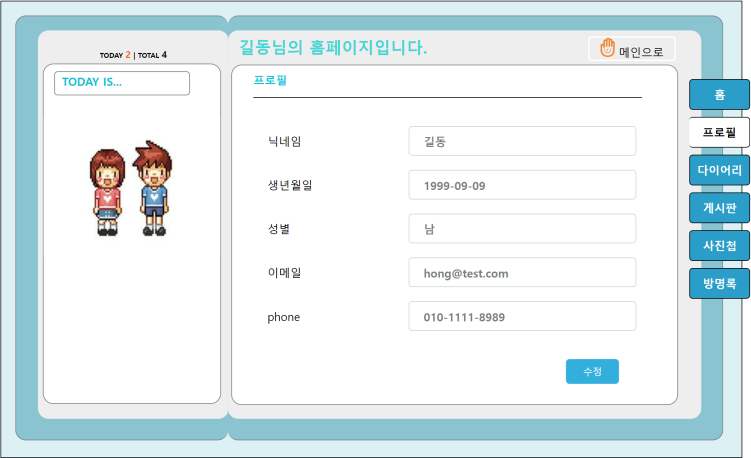 TODAY 2 | TOTAL 4
TODAY IS...
길동님의 홈페이지입니다.
메인으로
프로필
닉네임 길동
생년월일 1999-09-09
성별 남
이메일 hong@test.com
phone 010-1111-8989
수정
홈
프로필
다이어리
게시판
사진첩
방명록